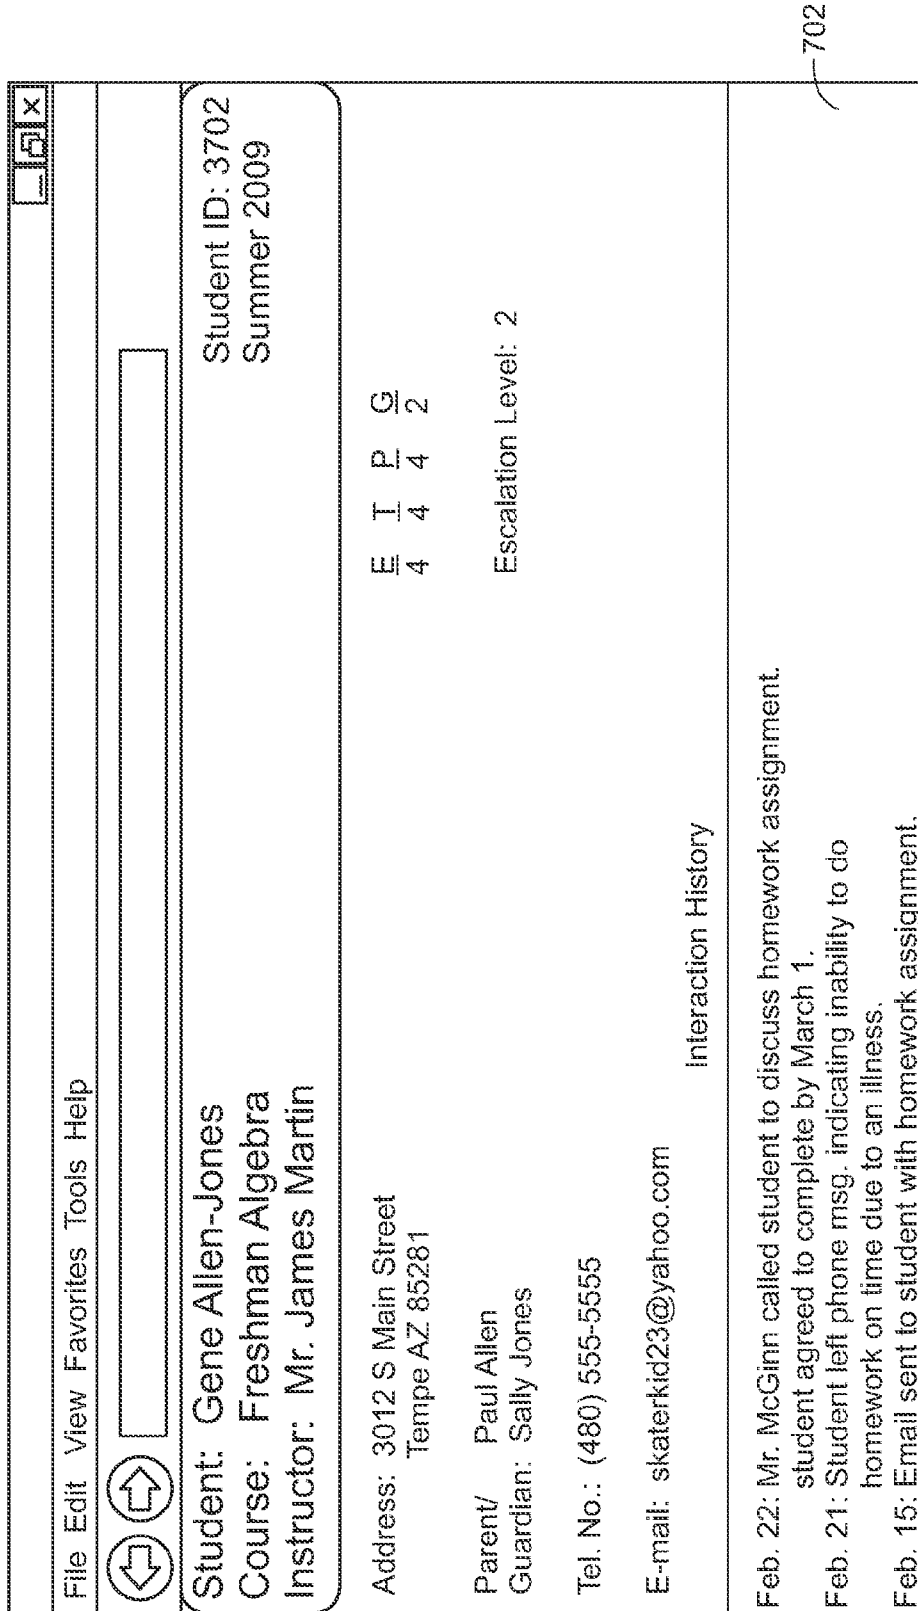 File Edit View Favorites Tools Help
Student: Gene Allen-Jones Student ID: 3702
Course: Freshman Algebra Summer 2009
Instructor: Mr. James Martin
Address: 3012 S Main Street E T P G
Tempe AZ 85281 4 4 4 2
Parent/ Paul Allen Escalation Level: 2
Guardian: Sally Jones
Tel. No.: (480) 555-5555
E-mail: skaterkid23@yahoo.com
Interaction History
Feb. 22: Mr. McGinn called student to discuss homework assignment.
student agreed to complete by March 1.
702
Feb. 21: Student left phone msg. indicating inability to do
homework on time due to an illness.
Feb. 15: Email sent to student with homework assignment.